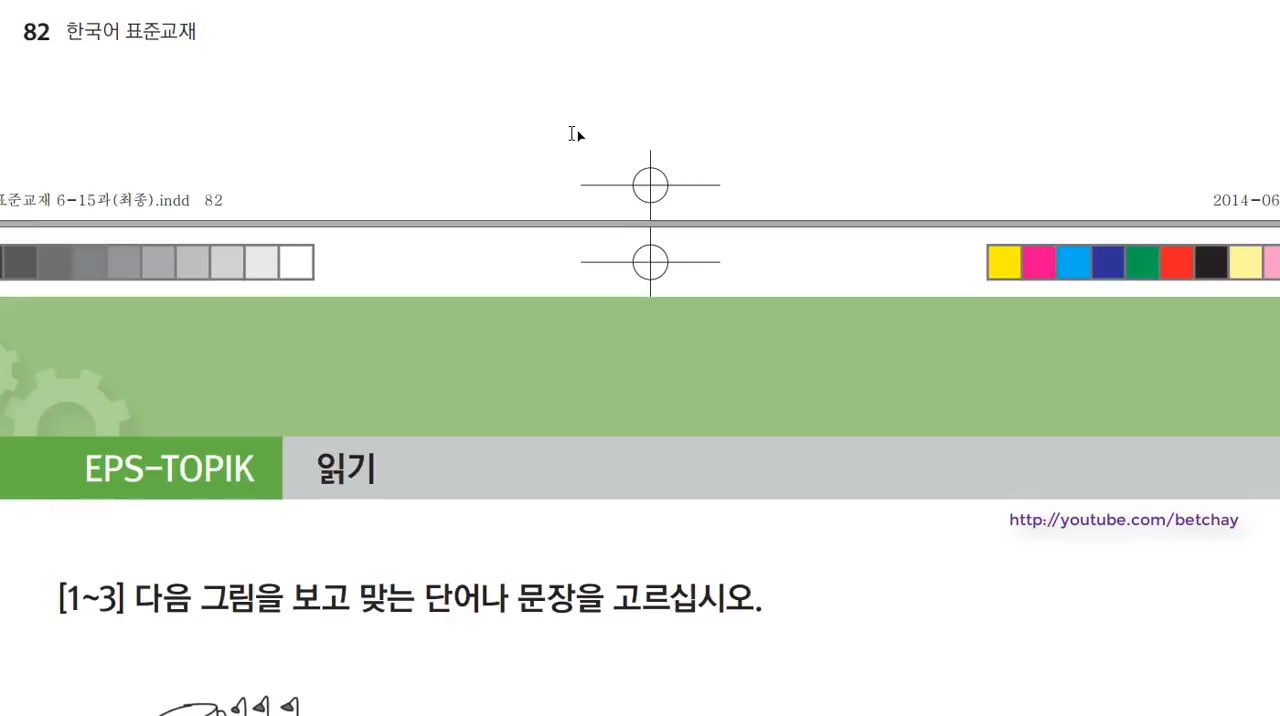 82 한국어 표준교재
표준교재 6-15과(최종).indd 82
2014-06
EPS-TOPIK 읽기
http://youtube.com/betchay
[1~3] 다음 그림을 보고 맞는 단어나 문장을 고르십시오.